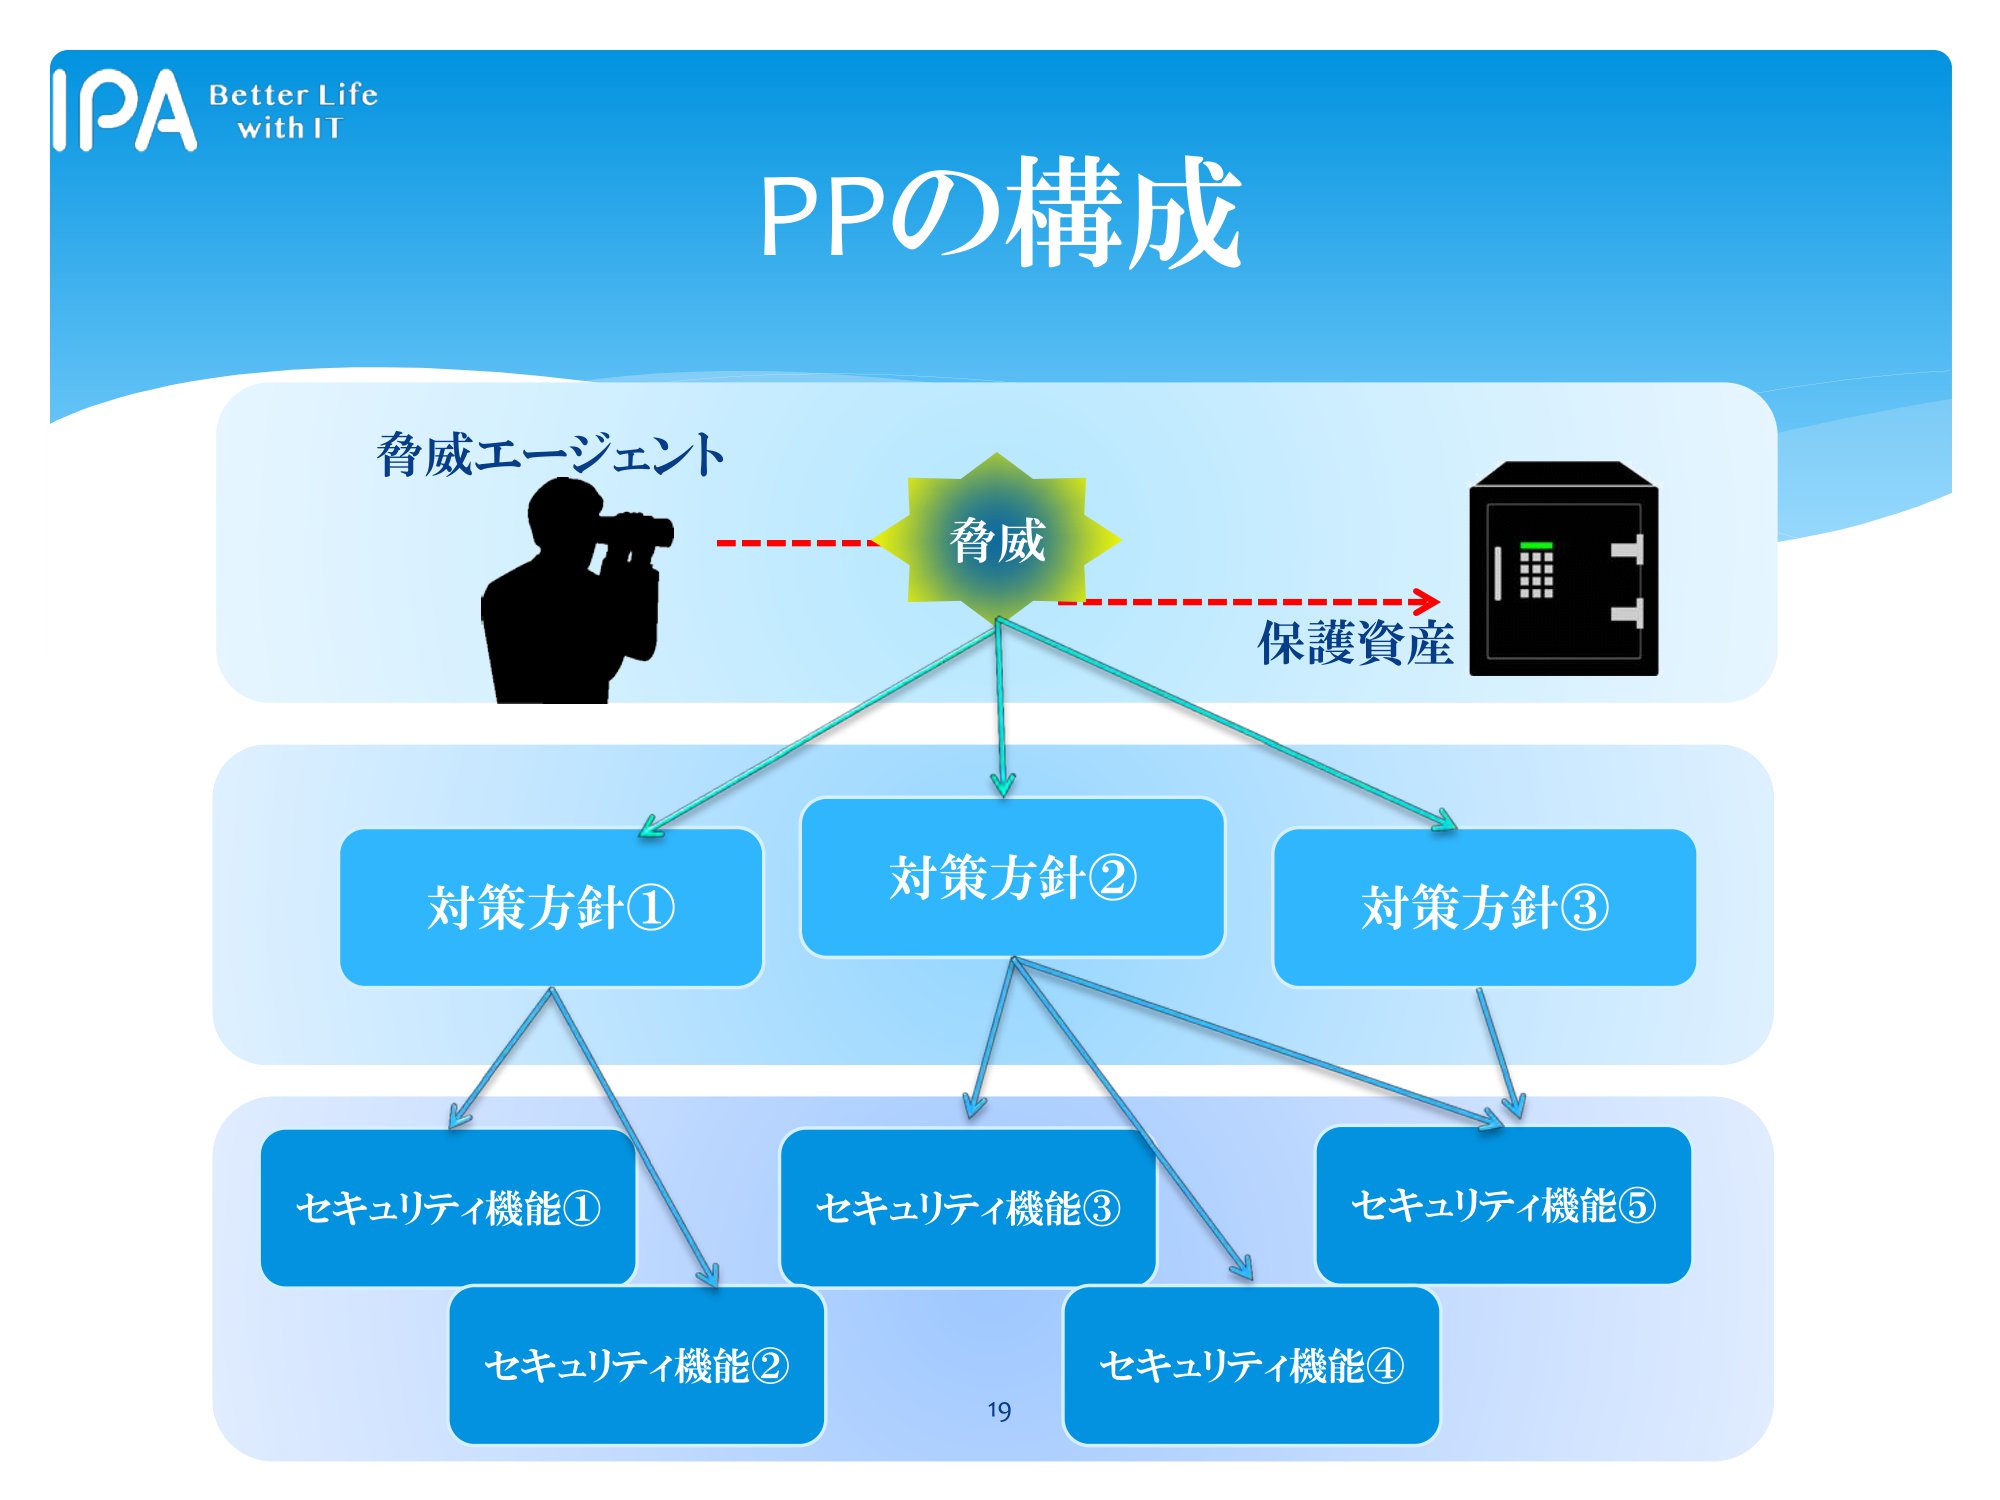 IPA Better Life
with IT
PPの構成
脅威エージェント
脅威
保護資産
対策方針①
対策方針②
対策方針③
セキュリティ機能①
セキュリティ機能③
セキュリティ機能⑤
セキュリティ機能②
セキュリティ機能④
19